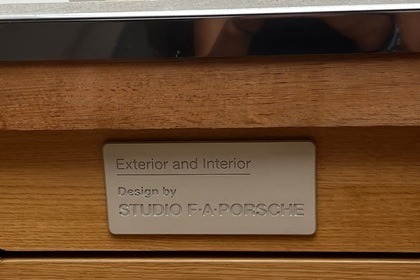 Exterior and Interior
Design by
STUDIO F·A·PORSCHE